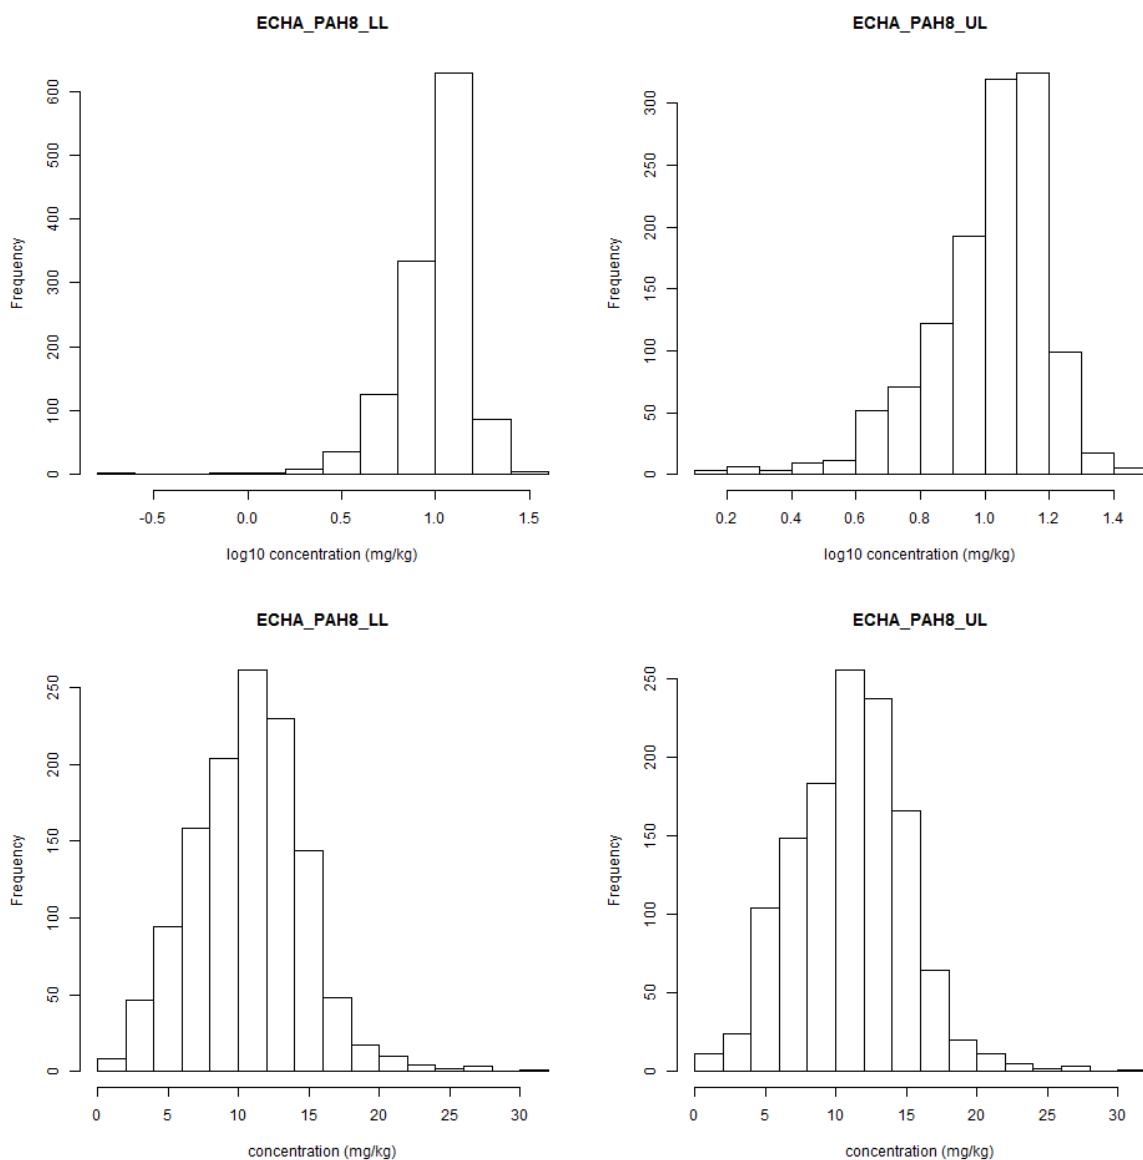 ECHA_PAH8_LL
Frequency
0 100 200 300 400 500 600
-0.5 0.0 0.5 1.0 1.5
log10 concentration (mg/kg)
ECHA_PAH8_UL
Frequency
0 50 100 150 200 250 300
0.2 0.4 0.6 0.8 1.0 1.2 1.4
log10 concentration (mg/kg)
ECHA_PAH8_LL
Frequency
0 50 100 150 200 250
0 5 10 15 20 25 30
concentration (mg/kg)
ECHA_PAH8_UL
Frequency
0 50 100 150 200 250
0 5 10 15 20 25 30
concentration (mg/kg)